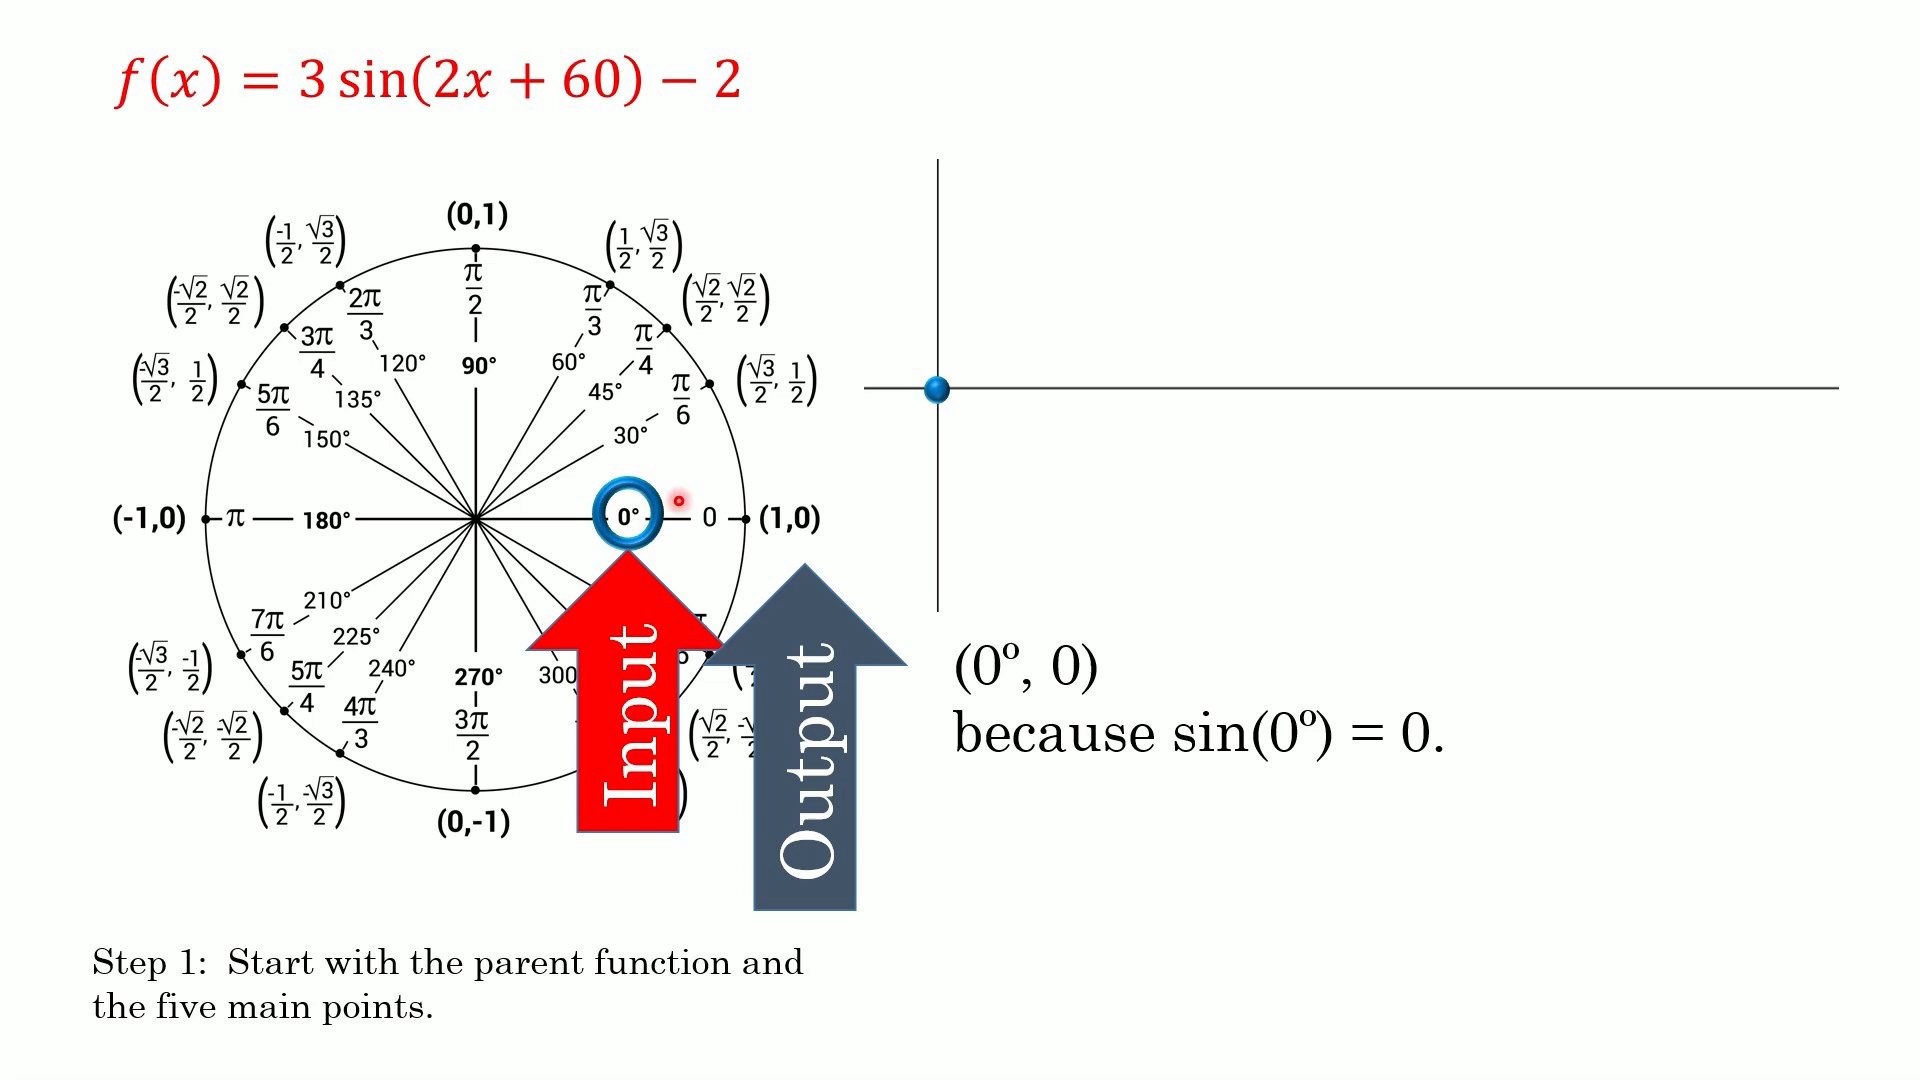 f(x) = 3 sin(2x + 60) − 2
(0,1)
(-1/2, √3/2)
(1/2, √3/2)
(-√2/2, √2/2)
(√2/2, √2/2)
(-√3/2, 1/2)
(√3/2, 1/2)
π/2
2π/3
π/3
3π/4
π/4
5π/6
π/6
120°
90°
60°
135°
45°
150°
30°
(-1,0)
π
180°
0°
0
(1,0)
210°
7π/6
225°
5π/4
240°
4π/3
270°
3π/2
300
(-√3/2, -1/2)
(-√2/2, -√2/2)
(-1/2, -√3/2)
(0,-1)
Input
Output
(0º, 0)
because sin(0º) = 0.
Step 1: Start with the parent function and
the five main points.